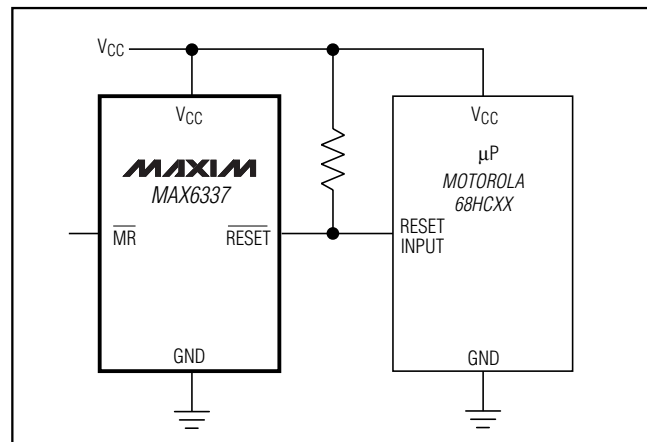 VCC
VCC
MAXIM
MAX6337
MR
RESET
GND
VCC
µP
MOTOROLA
68HCXX
RESET
INPUT
GND